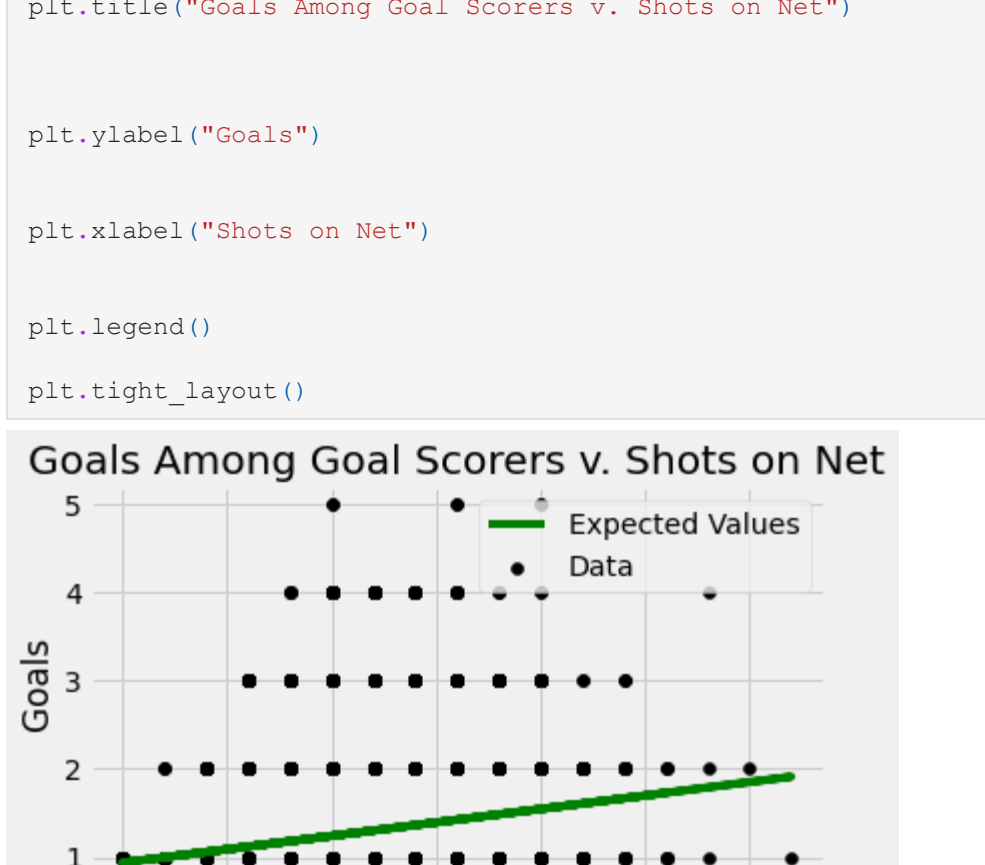 plt.title("Goals Among Goal Scorers v. Shots on Net")
plt.ylabel("Goals")
plt.xlabel("Shots on Net")
plt.legend()
plt.tight_layout()
Goals Among Goal Scorers v. Shots on Net
5
Expected Values
Data
4
Goals
3
2
1